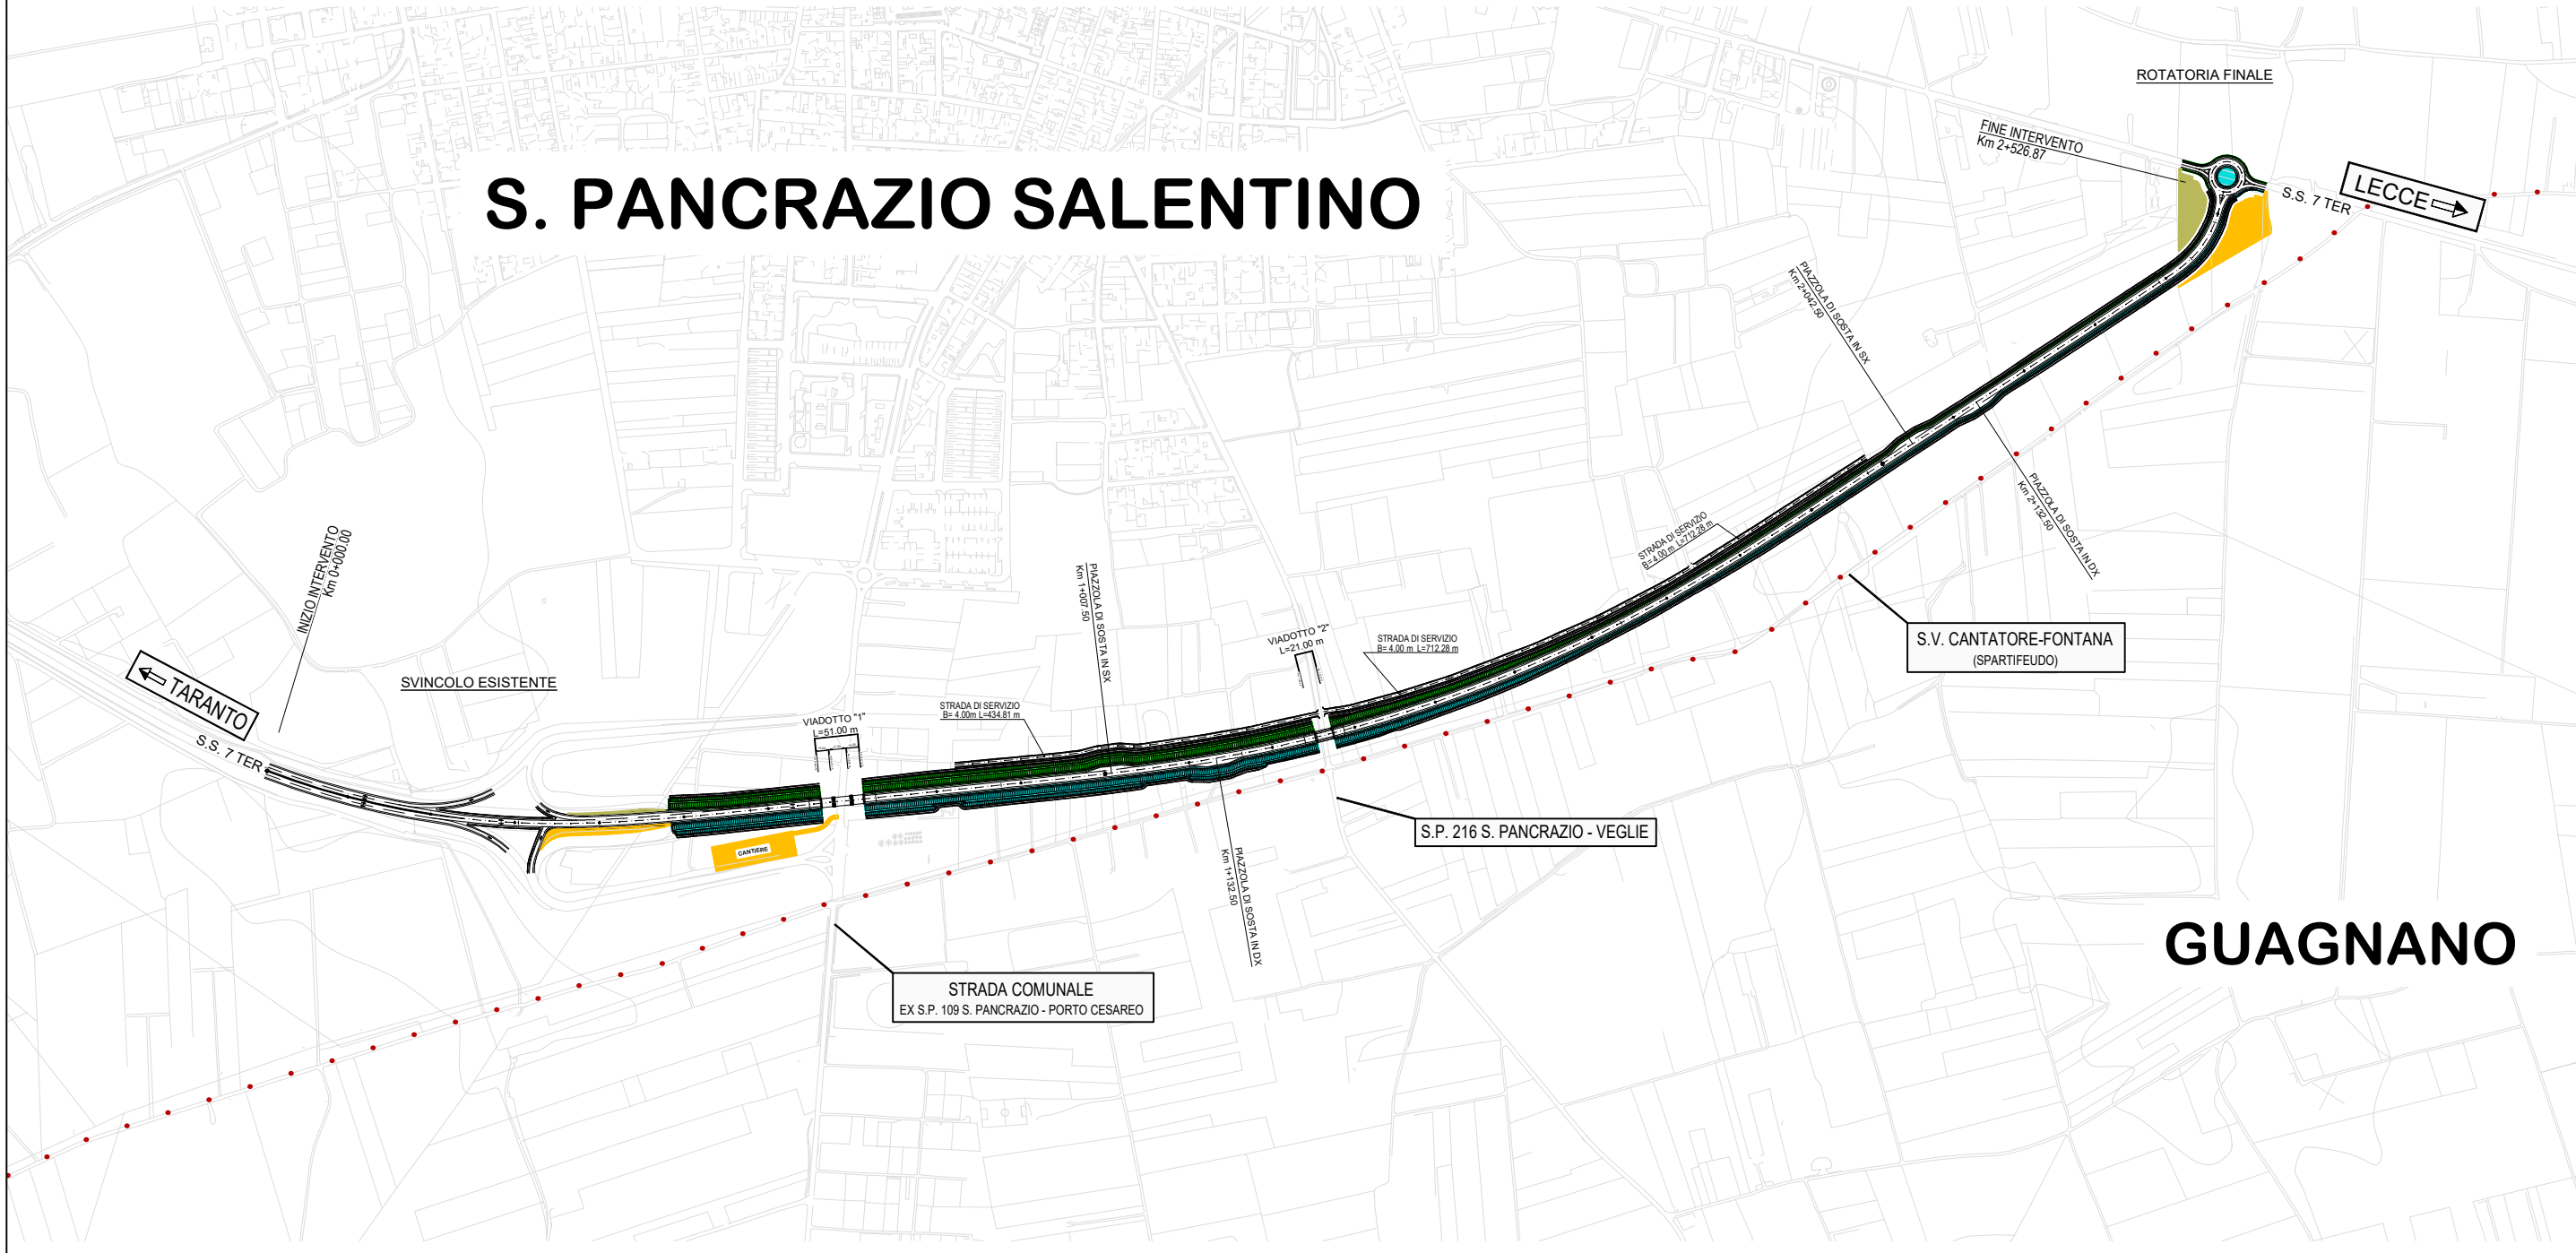 ROTATORIA FINALE
FINE INTERVENTO
Km 2+526.87
LECCE
S.S. 7 TER
S. PANCRAZIO SALENTINO
PIAZZOLA DI SOSTA IN SX
Km 2+042.50
PIAZZOLA DI SOSTA IN DX
Km 2+132.50
STRADA DI SERVIZIO
B=4.00 m L=712.28 m
INIZIO INTERVENTO
Km 0+000.00
PIAZZOLA DI SOSTA IN SX
Km 1+007.50
VIADOTTO "2"
L=21.00 m
STRADA DI SERVIZIO
B= 4.00 m L=712.28 m
S.V. CANTATORE-FONTANA
(SPARTIFEUDO)
TARANTO
SVINCOLO ESISTENTE
S.S. 7 TER
VIADOTTO "1"
L=51.00 m
STRADA DI SERVIZIO
B= 4.00m L=434.81 m
S.P. 216 S. PANCRAZIO - VEGLIE
CANTIERE
PIAZZOLA DI SOSTA IN DX
Km 1+132.50
GUAGNANO
STRADA COMUNALE
EX S.P. 109 S. PANCRAZIO - PORTO CESAREO